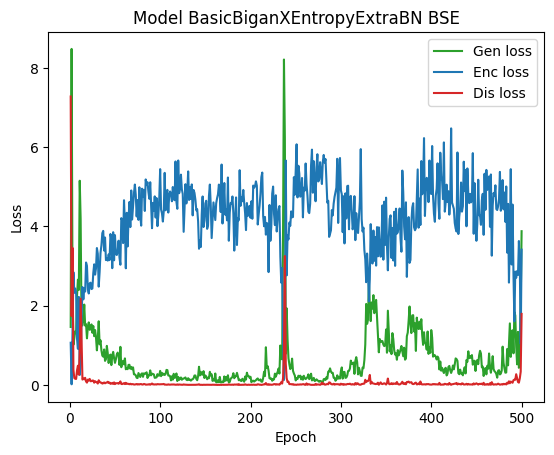 Model BasicBiganXEntropyExtraBN BSE
Gen loss
Enc loss
Dis loss
8
6
4
2
0
Loss
0
100
200
300
400
500
Epoch